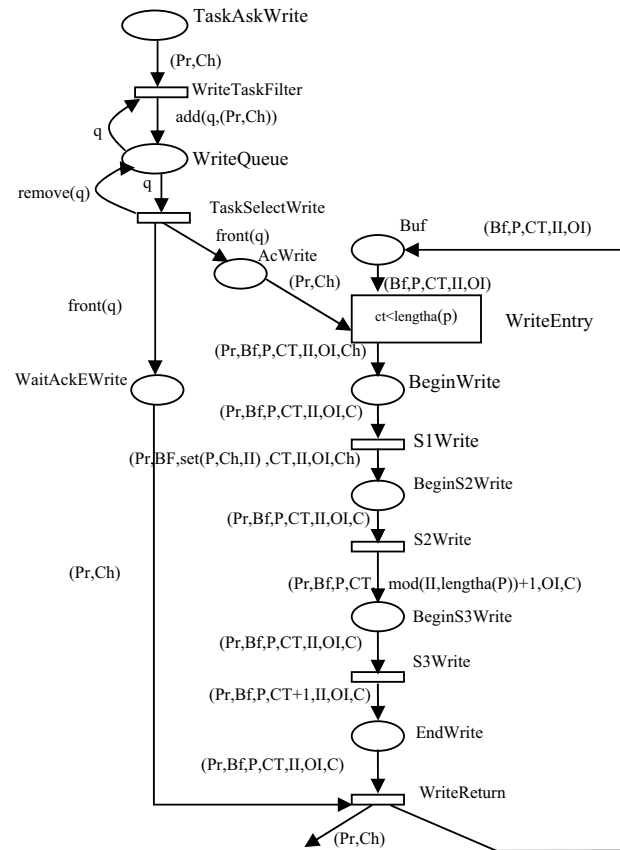 TaskAskWrite
(Pr,Ch)
WriteTaskFilter
add(q,(Pr,Ch))
q
WriteQueue
q
remove(q)
TaskSelectWrite
front(q)
Buf
(Bf,P,CT,II,OI)
AcWrite
(Pr,Ch)
(Bf,P,CT,II,OI)
front(q)
ct<lengtha(p)
WriteEntry
(Pr,Bf,P,CT,II,OI,Ch)
WaitAckEWrite
BeginWrite
(Pr,Bf,P,CT,II,OI,C)
S1Write
(Pr,BF,set(P,Ch,II) ,CT,II,OI,Ch)
BeginS2Write
(Pr,Bf,P,CT,II,OI,C)
S2Write
(Pr,Ch)
(Pr,Bf,P,CT, mod(II,lengtha(P))+1,OI,C)
BeginS3Write
(Pr,Bf,P,CT,II,OI,C)
S3Write
(Pr,Bf,P,CT+1,II,OI,C)
EndWrite
(Pr,Bf,P,CT,II,OI,C)
WriteReturn
(Pr,Ch)